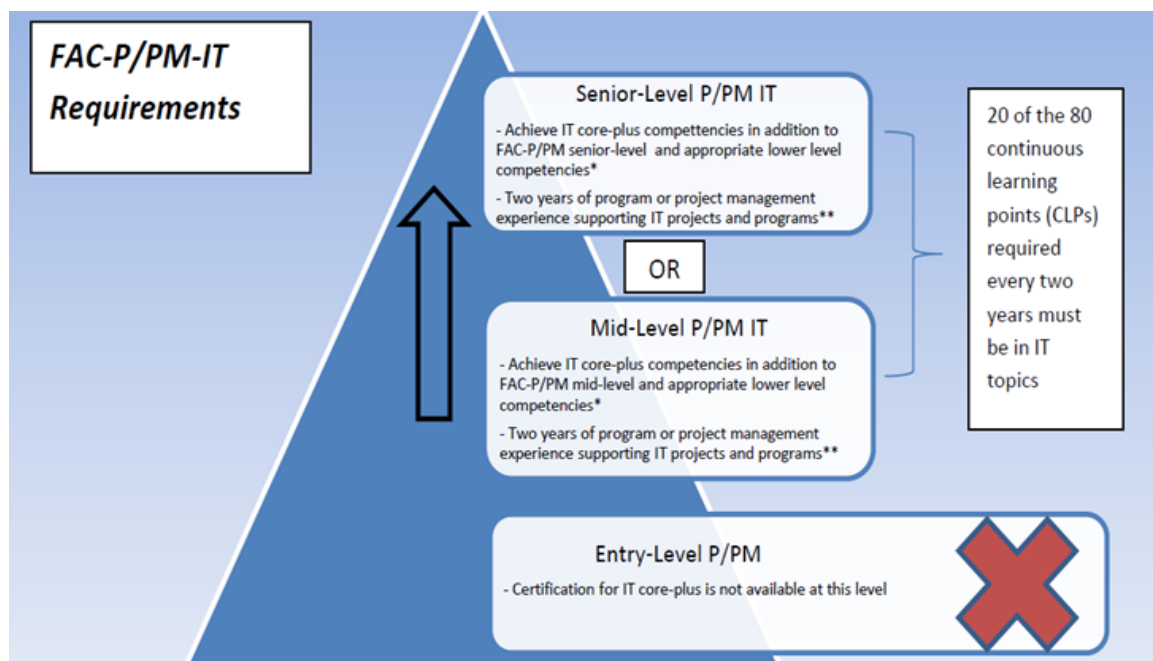 FAC-P/PM-IT
Requirements
Senior-Level P/PM IT
- Achieve IT core-plus compettencies in addition to
FAC-P/PM senior-level and appropriate lower level
competencies*
- Two years of program or project management
experience supporting IT projects and programs**
OR
Mid-Level P/PM IT
- Achieve IT core-plus competencies in addition to
FAC-P/PM mid-level and appropriate lower level
competencies*
- Two years of program or project management
experience supporting IT projects and programs**
20 of the 80
continuous
learning
points (CLPs)
required
every two
years must
be in IT
topics
Entry-Level P/PM
- Certification for IT core-plus is not available at this level